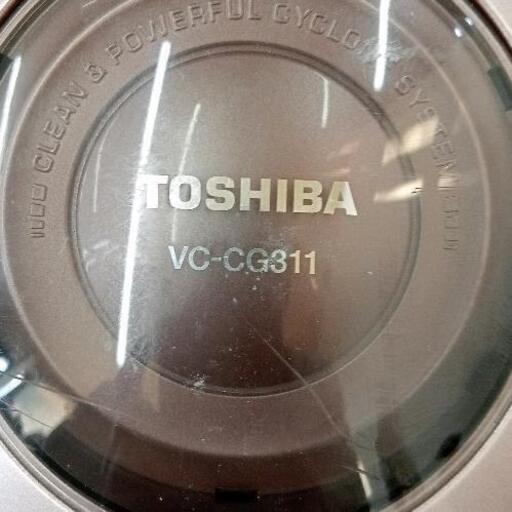 CLEAN & POWERFUL CYCLONE SYSTEM
TOSHIBA
VC-CG311